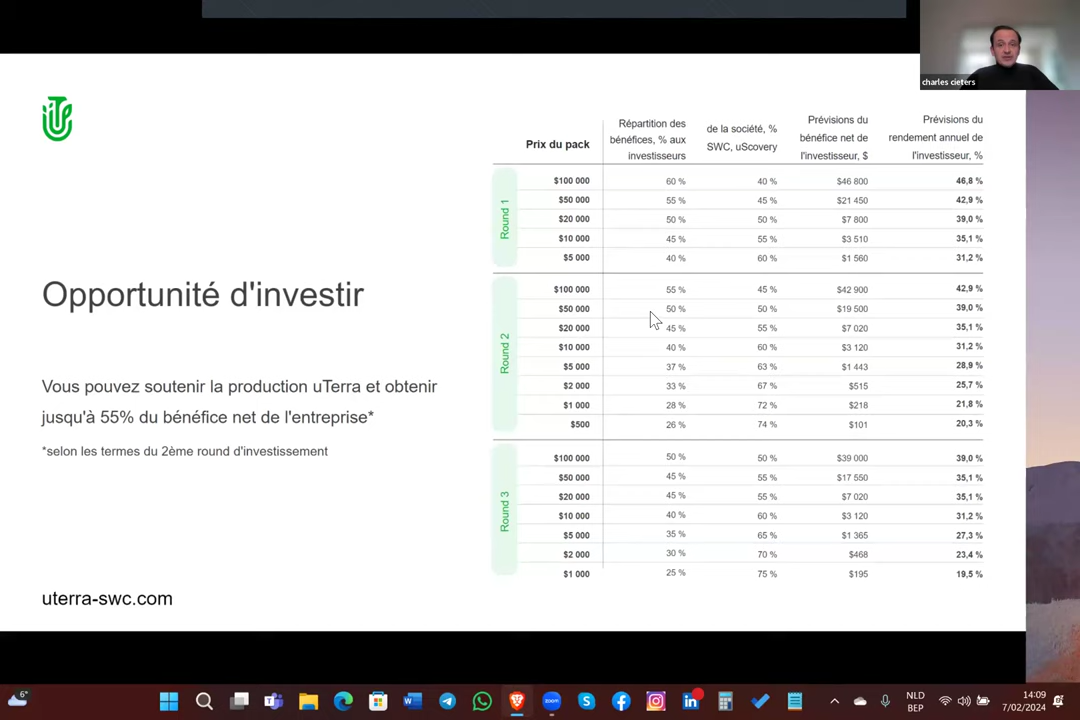 charles cieters
Opportunité d'investir
Vous pouvez soutenir la production uTerra et obtenir
jusqu'à 55% du bénéfice net de l'entreprise*
*selon les termes du 2ème round d'investissement
uterra-swc.com
Prix du pack
Répartition des
bénéfices, % aux
investisseurs
de la société, %
SWC, uScovery
Prévisions du
bénéfice net de
l'investisseur, $
Prévisions du
rendement annuel de
l'investisseur, %
Round 1
$100 000 60 % 40 % $46 800 46,8 %
$50 000 55 % 45 % $21 450 42,9 %
$20 000 50 % 50 % $7 800 39,0 %
$10 000 45 % 55 % $3 510 35,1 %
$5 000 40 % 60 % $1 560 31,2 %
Round 2
$100 000 55 % 45 % $42 900 42,9 %
$50 000 50 % 50 % $19 500 39,0 %
$20 000 45 % 55 % $7 020 35,1 %
$10 000 40 % 60 % $3 120 31,2 %
$5 000 37 % 63 % $1 443 28,9 %
$2 000 33 % 67 % $515 25,7 %
$1 000 28 % 72 % $218 21,8 %
$500 26 % 74 % $101 20,3 %
Round 3
$100 000 50 % 50 % $39 000 39,0 %
$50 000 45 % 55 % $17 550 35,1 %
$20 000 45 % 55 % $7 020 35,1 %
$10 000 40 % 60 % $3 120 31,2 %
$5 000 35 % 65 % $1 365 27,3 %
$2 000 30 % 70 % $468 23,4 %
$1 000 25 % 75 % $195 19,5 %
6°
zoom
NLD
BEP
14:09
7/02/2024